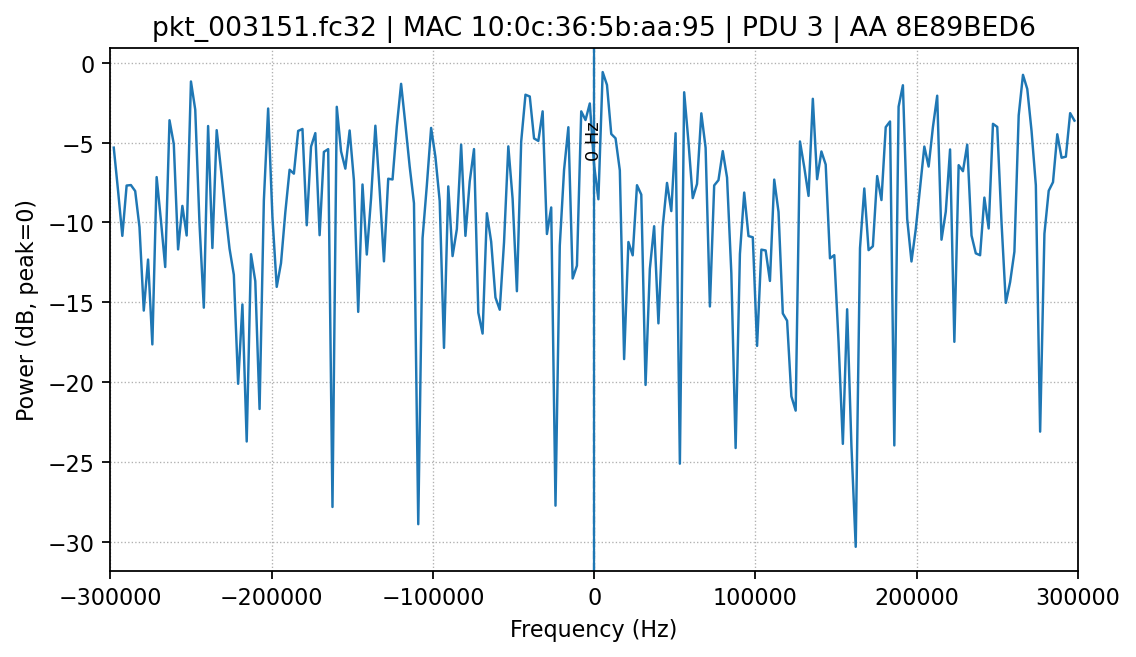 pkt_003151.fc32 | MAC 10:0c:36:5b:aa:95 | PDU 3 | AA 8E89BED6
Power (dB, peak=0)
0
−5
−10
−15
−20
−25
−30
0 Hz
−300000 −200000 −100000 0 100000 200000 300000
Frequency (Hz)